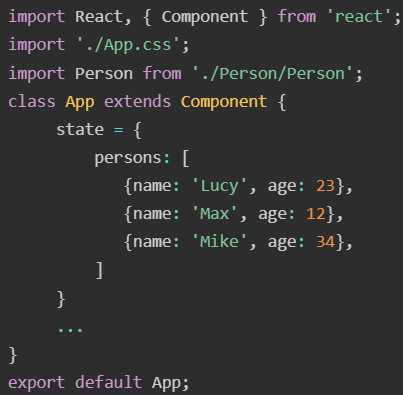 import React, { Component } from 'react';
import './App.css';
import Person from './Person/Person';
class App extends Component {
state = {
persons: [
{name: 'Lucy', age: 23},
{name: 'Max', age: 12},
{name: 'Mike', age: 34},
]
}
...
}
export default App;